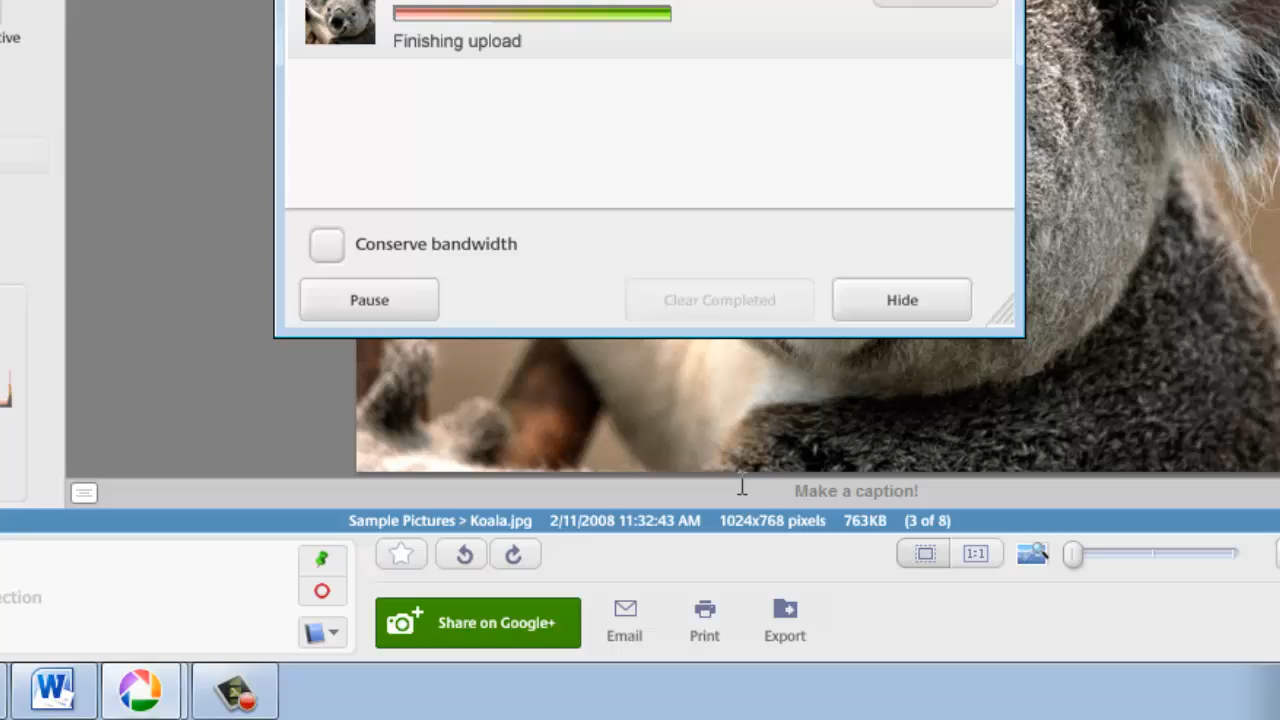 tive
Finishing upload
Conserve bandwidth
Pause
Clear Completed
Hide
Make a caption!
Sample Pictures > Koala.jpg 2/11/2008 11:32:43 AM 1024x768 pixels 763KB (3 of 8)
1:1
ection
Share on Google+
Email
Print
Export
W